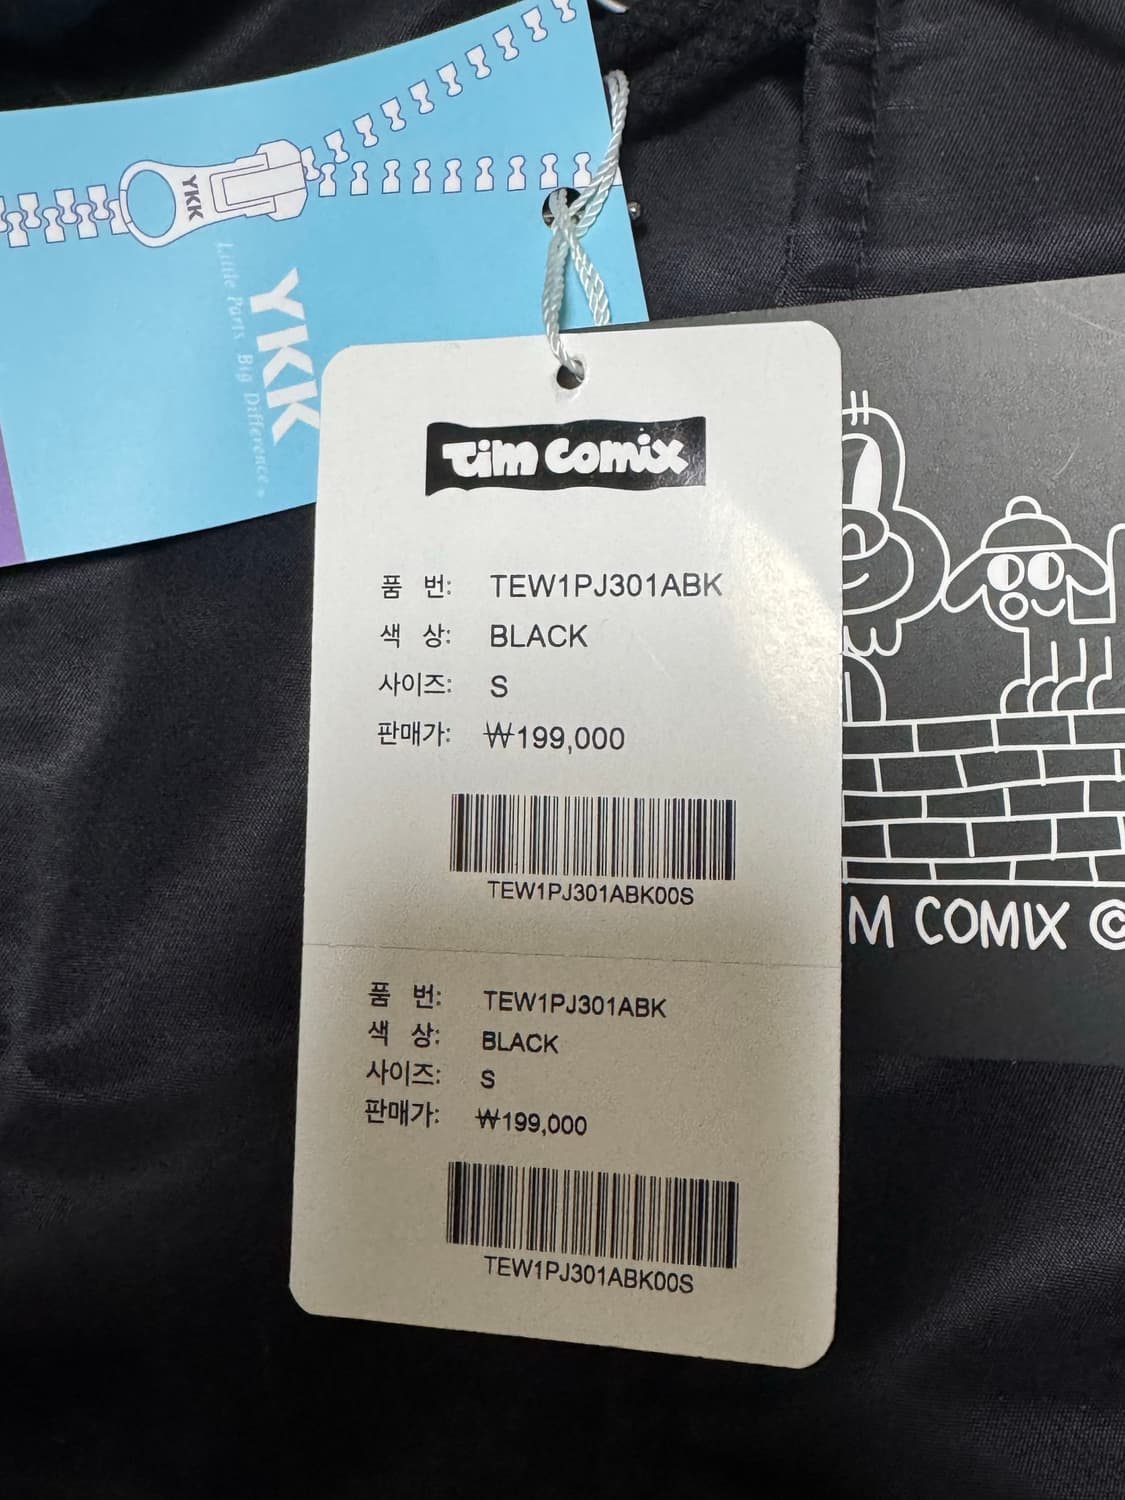 YKK
YKK
Little Parts. Big Difference.
Tim Comix
품 번: TEW1PJ301ABK
색 상: BLACK
사이즈: S
판매가: ₩199,000
TEW1PJ301ABK00S
품 번: TEW1PJ301ABK
색 상: BLACK
사이즈: S
판매가: ₩199,000
TEW1PJ301ABK00S
M COMIX ©